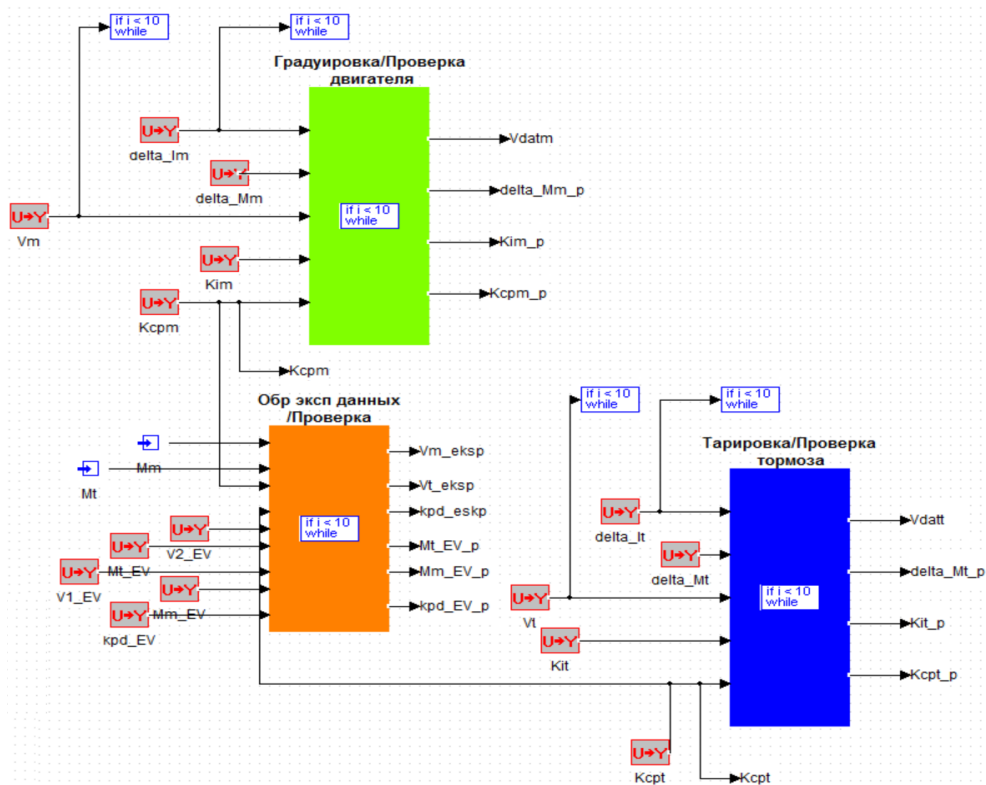 if i < 10
while
if i < 10
while
Градуировка/Проверка
двигателя
U→Y
delta_Im
U→Y
delta_Mm
U→Y
Vm
if i < 10
while
U→Y
Kim
U→Y
Kcpm
Vdatm
delta_Mm_p
Kim_p
Kcpm_p
Kcpm
Обр эксп данных
/Проверка
Mm
Mt
if i < 10
while
U→Y
V2_EV
U→Y
Mt_EV
U→Y
V1_EV
U→Y
Mm_EV
U→Y
kpd_EV
Vm_eksp
Vt_eksp
kpd_eskp
Mt_EV_p
Mm_EV_p
kpd_EV_p
if i < 10
while
if i < 10
while
Тарировка/Проверка
тормоза
U→Y
delta_It
U→Y
delta_Mt
U→Y
Vt
if i < 10
while
U→Y
Kit
Vdatt
delta_Mt_p
Kit_p
Kcpt_p
U→Y
Kcpt
Kcpt